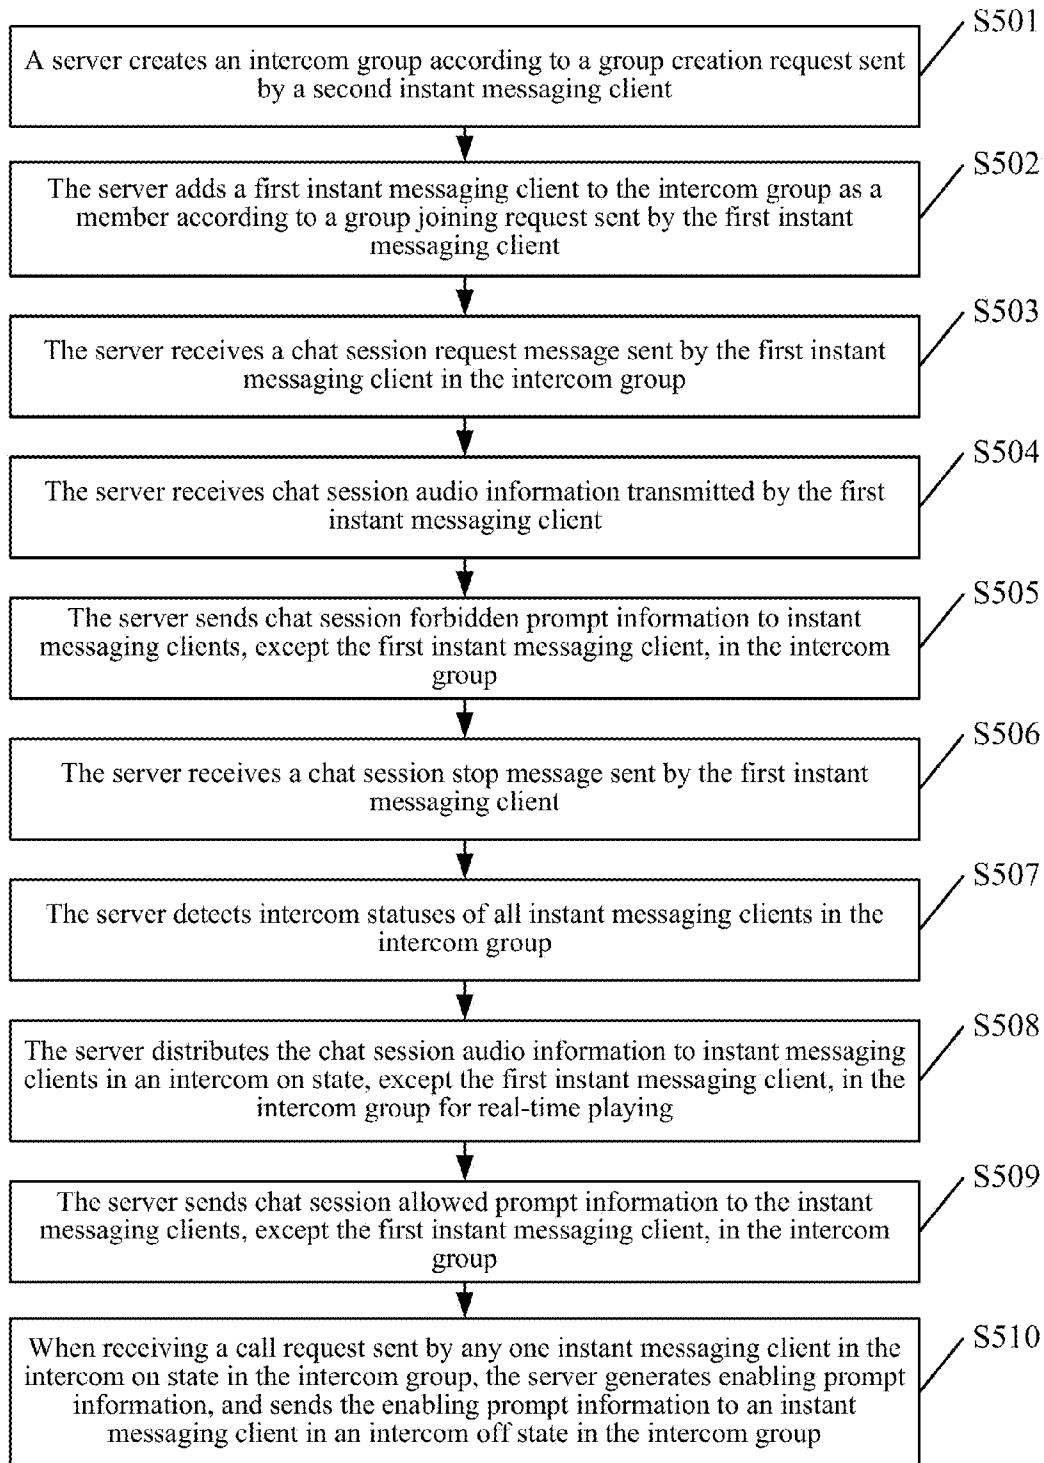 S501
A server creates an intercom group according to a group creation request sent
by a second instant messaging client
S502
The server adds a first instant messaging client to the intercom group as a
member according to a group joining request sent by the first instant
messaging client
S503
The server receives a chat session request message sent by the first instant
messaging client in the intercom group
S504
The server receives chat session audio information transmitted by the first
instant messaging client
S505
The server sends chat session forbidden prompt information to instant
messaging clients, except the first instant messaging client, in the intercom
group
S506
The server receives a chat session stop message sent by the first instant
messaging client
S507
The server detects intercom statuses of all instant messaging clients in the
intercom group
S508
The server distributes the chat session audio information to instant messaging
clients in an intercom on state, except the first instant messaging client, in the
intercom group for real-time playing
S509
The server sends chat session allowed prompt information to the instant
messaging clients, except the first instant messaging client, in the intercom
group
S510
When receiving a call request sent by any one instant messaging client in the
intercom on state in the intercom group, the server generates enabling prompt
information, and sends the enabling prompt information to an instant
messaging client in an intercom off state in the intercom group